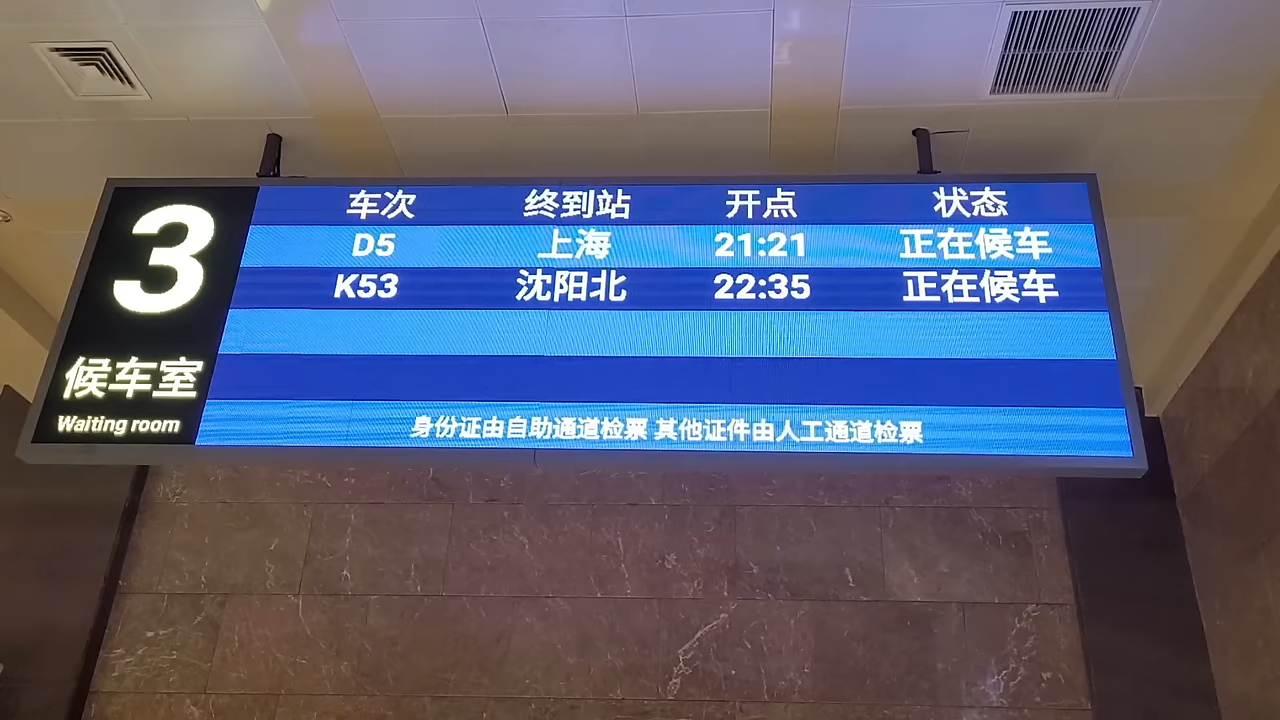 3
候车室
Waiting room
车次 终到站 开点 状态
D5 上海 21:21 正在候车
K53 沈阳北 22:35 正在候车
身份证由自助通道检票 其他证件由人工通道检票